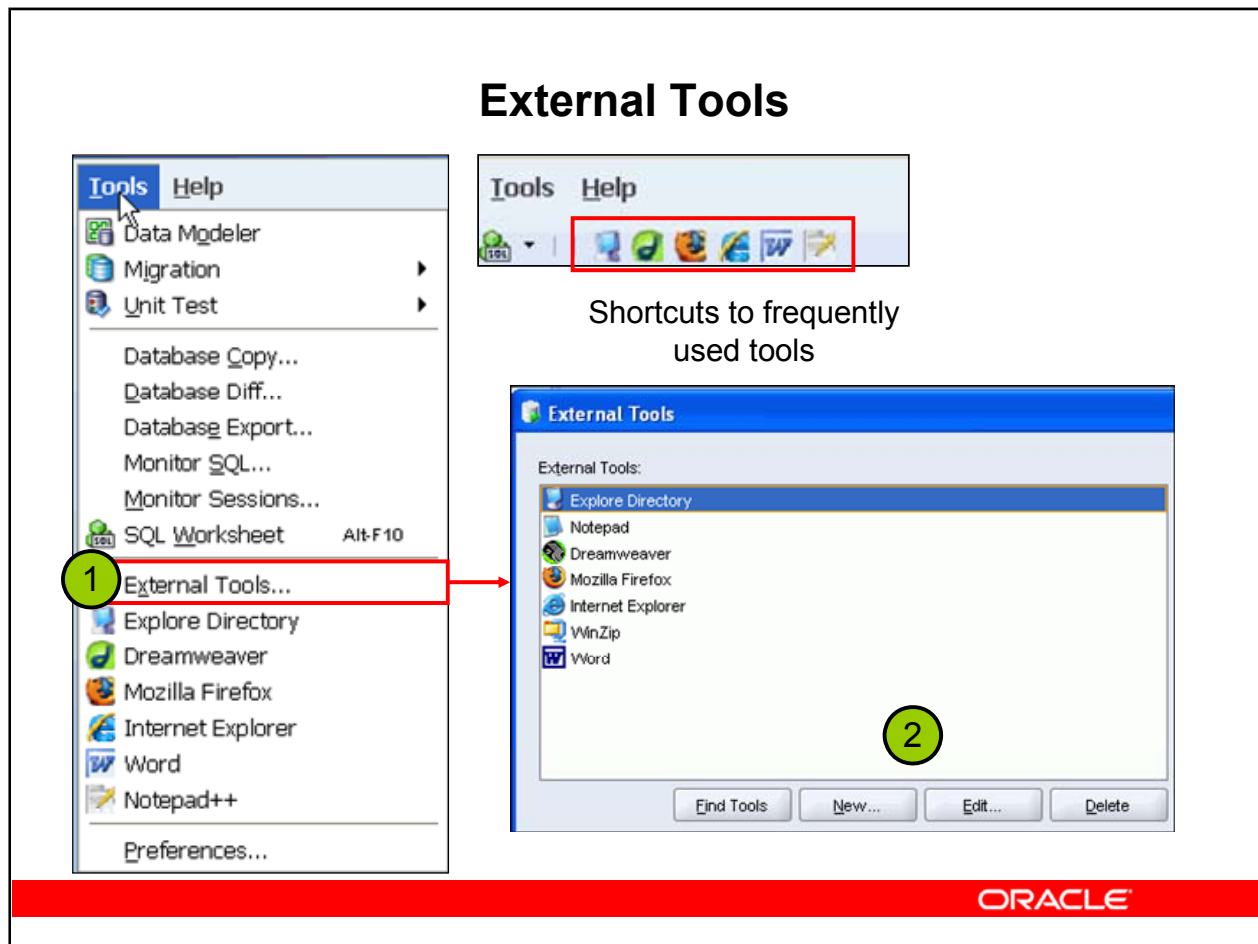 External Tools
Tools Help
Data Modeler
Migration
Unit Test
Database Copy...
Database Diff...
Database Export...
Monitor SQL...
Monitor Sessions...
SQL Worksheet Alt-F10
1 External Tools...
Explore Directory
Dreamweaver
Mozilla Firefox
Internet Explorer
Word
Notepad++
Preferences...
Tools Help
SQL
Shortcuts to frequently
used tools
External Tools
External Tools:
Explore Directory
Notepad
Dreamweaver
Mozilla Firefox
Internet Explorer
WinZip
Word
2
Find Tools New... Edit... Delete
ORACLE